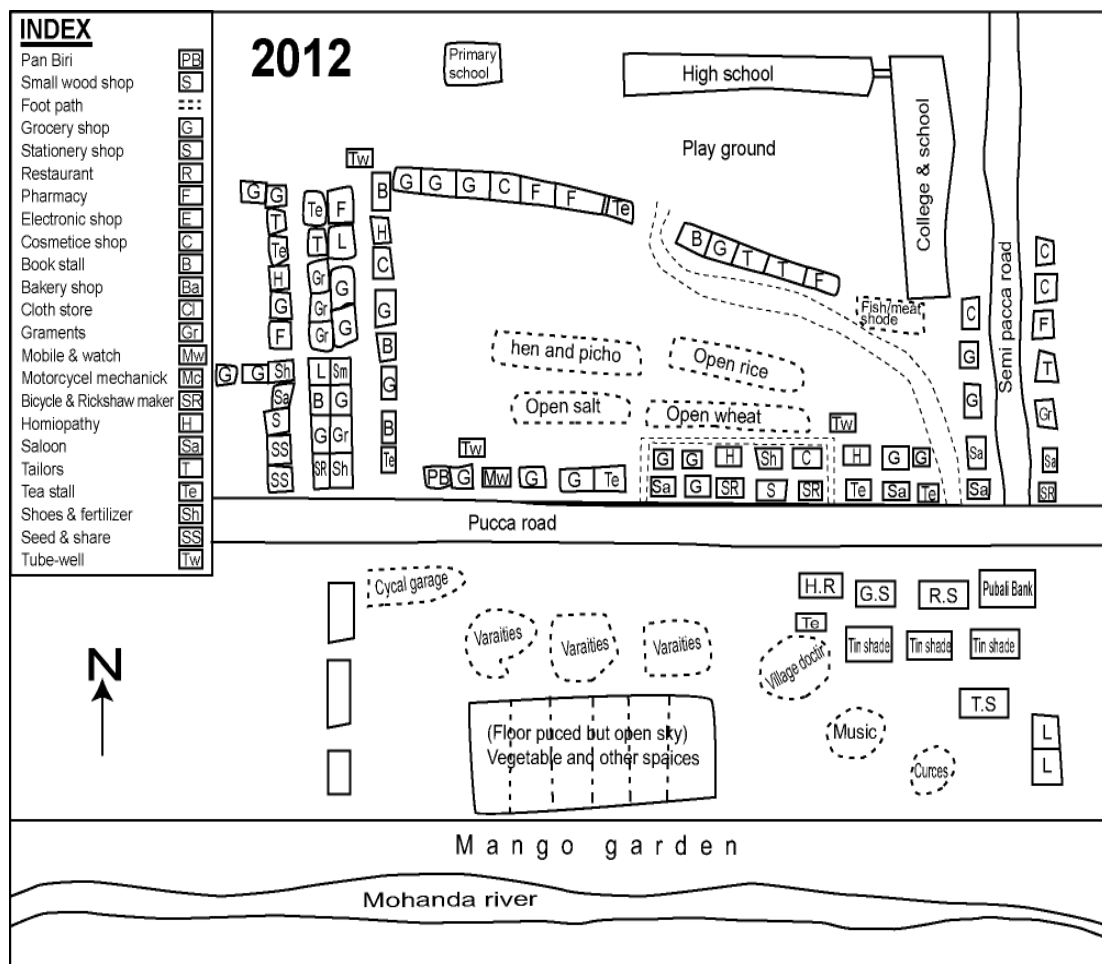 INDEX
Pan Biri PB
Small wood shop S
Foot path
Grocery shop G
Stationery shop S
Restaurant R
Pharmacy F
Electronic shop E
Cosmetice shop C
Book stall B
Bakery shop Ba
Cloth store Cl
Graments Gr
Mobile & watch Mw
Motorcycel mechanick Mc
Bicycle & Rickshaw maker SR
Homiopathy H
Saloon Sa
Tailors T
Tea stall Te
Shoes & fertilizer Sh
Seed & share SS
Tube-well Tw
2012
Primary
school
High school
College & school
Play ground
Semi pacca road
Tw
G G
T
Te
H
G
F
G G Sh
Sa
S
SS
SS
Te F
T L
Gr G
Gr G
Gr
L Sm
B G
G Gr
SR Sh
B
H
C
G
B
G
B
Te
G G G C F F Te
B G T T F
Fish/meat
shode
hen and picho
Open rice
Open salt
Open wheat
Tw
Tw
PB G Mw G G Te
G G H Sh C H G G
Sa G SR S SR Te Sa Te
C
G
G
Sa
Sa
C
C
F
T
Gr
Sa
SR
Pucca road
Cycal garage
Varaities
Varaities
Varaities
H.R
G.S
R.S
Pubali Bank
Te
Tin shade
Tin shade
Tin shade
Village doctir
T.S
Music
Curces
L
L
(Floor puced but open sky)
Vegetable and other spaices
N
Mango garden
Mohanda river